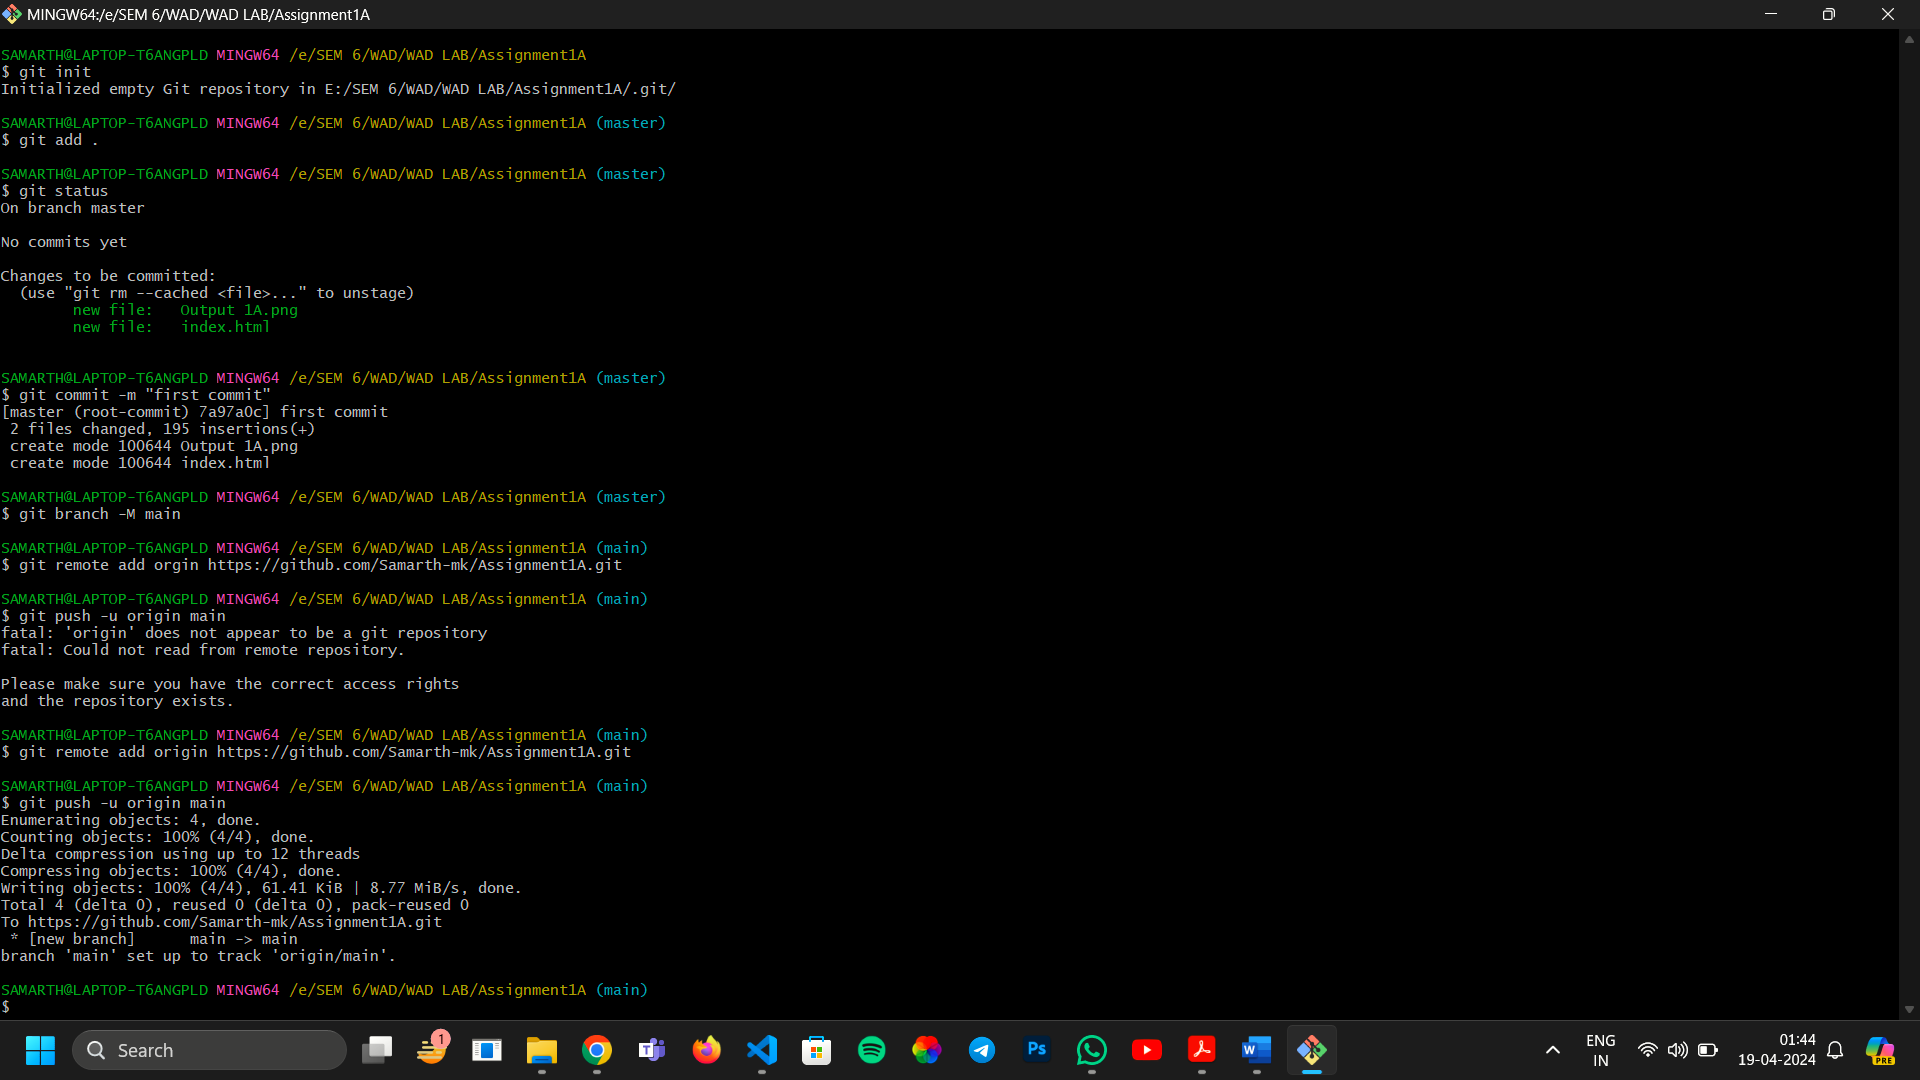 MINGW64:/e/SEM 6/WAD/WAD LAB/Assignment1A
SAMARTH@LAPTOP-T6ANGPLD MINGW64 /e/SEM 6/WAD/WAD LAB/Assignment1A
$ git init
Initialized empty Git repository in E:/SEM 6/WAD/WAD LAB/Assignment1A/.git/
SAMARTH@LAPTOP-T6ANGPLD MINGW64 /e/SEM 6/WAD/WAD LAB/Assignment1A (master)
$ git add .
SAMARTH@LAPTOP-T6ANGPLD MINGW64 /e/SEM 6/WAD/WAD LAB/Assignment1A (master)
$ git status
On branch master
No commits yet
Changes to be committed:
  (use "git rm --cached <file>..." to unstage)
        new file:   Output 1A.png
        new file:   index.html
SAMARTH@LAPTOP-T6ANGPLD MINGW64 /e/SEM 6/WAD/WAD LAB/Assignment1A (master)
$ git commit -m "first commit"
[master (root-commit) 7a97a0c] first commit
 2 files changed, 195 insertions(+)
 create mode 100644 Output 1A.png
 create mode 100644 index.html
SAMARTH@LAPTOP-T6ANGPLD MINGW64 /e/SEM 6/WAD/WAD LAB/Assignment1A (master)
$ git branch -M main
SAMARTH@LAPTOP-T6ANGPLD MINGW64 /e/SEM 6/WAD/WAD LAB/Assignment1A (main)
$ git remote add orgin https://github.com/Samarth-mk/Assignment1A.git
SAMARTH@LAPTOP-T6ANGPLD MINGW64 /e/SEM 6/WAD/WAD LAB/Assignment1A (main)
$ git push -u origin main
fatal: 'origin' does not appear to be a git repository
fatal: Could not read from remote repository.
Please make sure you have the correct access rights
and the repository exists.
SAMARTH@LAPTOP-T6ANGPLD MINGW64 /e/SEM 6/WAD/WAD LAB/Assignment1A (main)
$ git remote add origin https://github.com/Samarth-mk/Assignment1A.git
SAMARTH@LAPTOP-T6ANGPLD MINGW64 /e/SEM 6/WAD/WAD LAB/Assignment1A (main)
$ git push -u origin main
Enumerating objects: 4, done.
Counting objects: 100% (4/4), done.
Delta compression using up to 12 threads
Compressing objects: 100% (4/4), done.
Writing objects: 100% (4/4), 61.41 KiB | 8.77 MiB/s, done.
Total 4 (delta 0), reused 0 (delta 0), pack-reused 0
To https://github.com/Samarth-mk/Assignment1A.git
 * [new branch]      main -> main
branch 'main' set up to track 'origin/main'.
SAMARTH@LAPTOP-T6ANGPLD MINGW64 /e/SEM 6/WAD/WAD LAB/Assignment1A (main)
$
Search
1
Ps
W
ENG
IN
01:44
19-04-2024
PRE